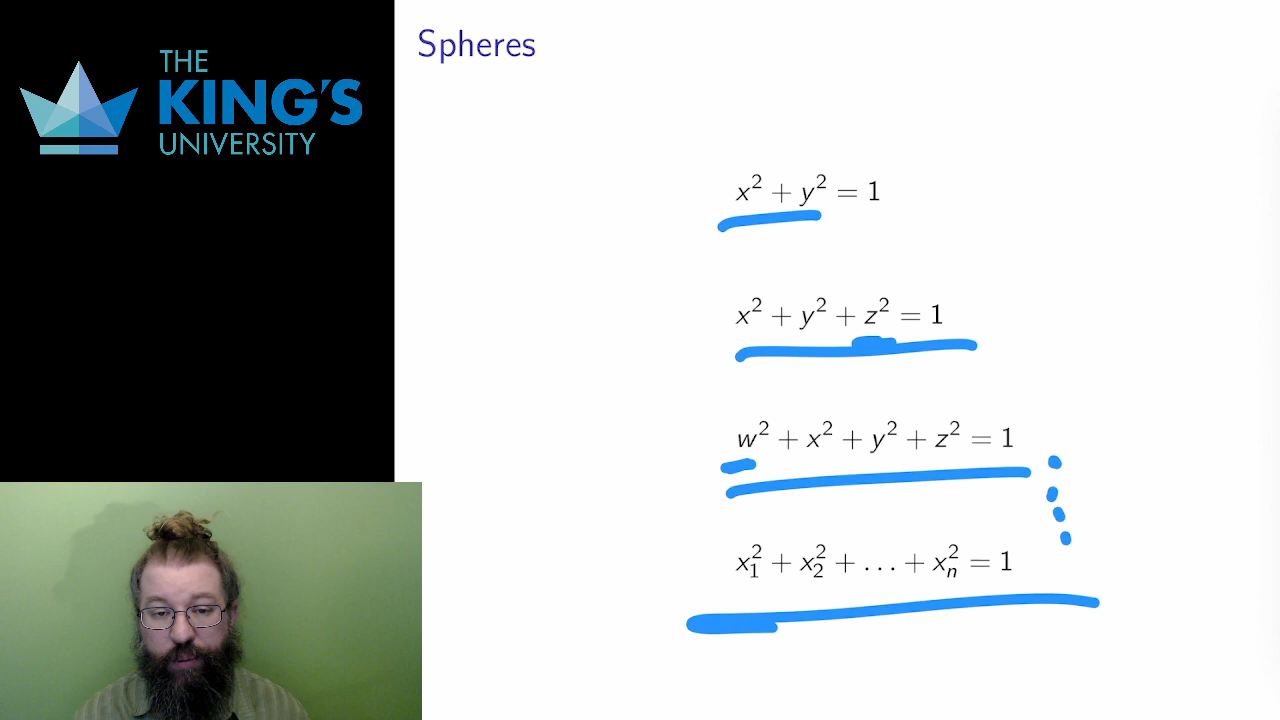 THE
KING'S
UNIVERSITY
Spheres
x² + y² = 1
x² + y² + z² = 1
w² + x² + y² + z² = 1
x₁² + x₂² + … + xₙ² = 1